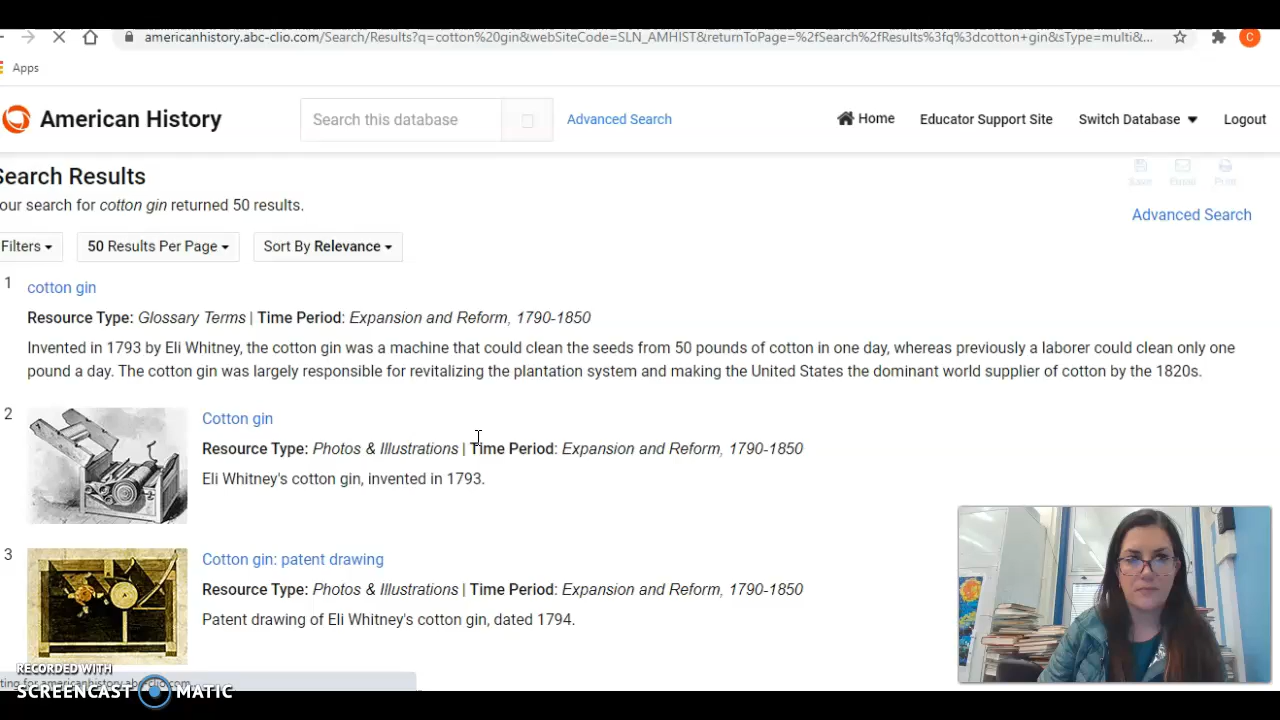 americanhistory.abc-clio.com/Search/Results?q=cotton%20gin&webSiteCode=SLN_AMHIST&returnToPage=%2fSearch%2fResults%3fq%3dcotton+gin&sType=multi&...
C
Apps
American History
Search this database
Advanced Search
Home
Educator Support Site
Switch Database
Logout
Search Results
Save
Email
Print
our search for cotton gin returned 50 results.
Advanced Search
Filters
50 Results Per Page
Sort By Relevance
1
cotton gin
Resource Type: Glossary Terms | Time Period: Expansion and Reform, 1790-1850
Invented in 1793 by Eli Whitney, the cotton gin was a machine that could clean the seeds from 50 pounds of cotton in one day, whereas previously a laborer could clean only one
pound a day. The cotton gin was largely responsible for revitalizing the plantation system and making the United States the dominant world supplier of cotton by the 1820s.
2
Cotton gin
Resource Type: Photos & Illustrations | Time Period: Expansion and Reform, 1790-1850
Eli Whitney's cotton gin, invented in 1793.
3
Cotton gin: patent drawing
Resource Type: Photos & Illustrations | Time Period: Expansion and Reform, 1790-1850
Patent drawing of Eli Whitney's cotton gin, dated 1794.
RECORDED WITH
ting for americanhistory.abc-clio.com...
SCREENCAST MATIC